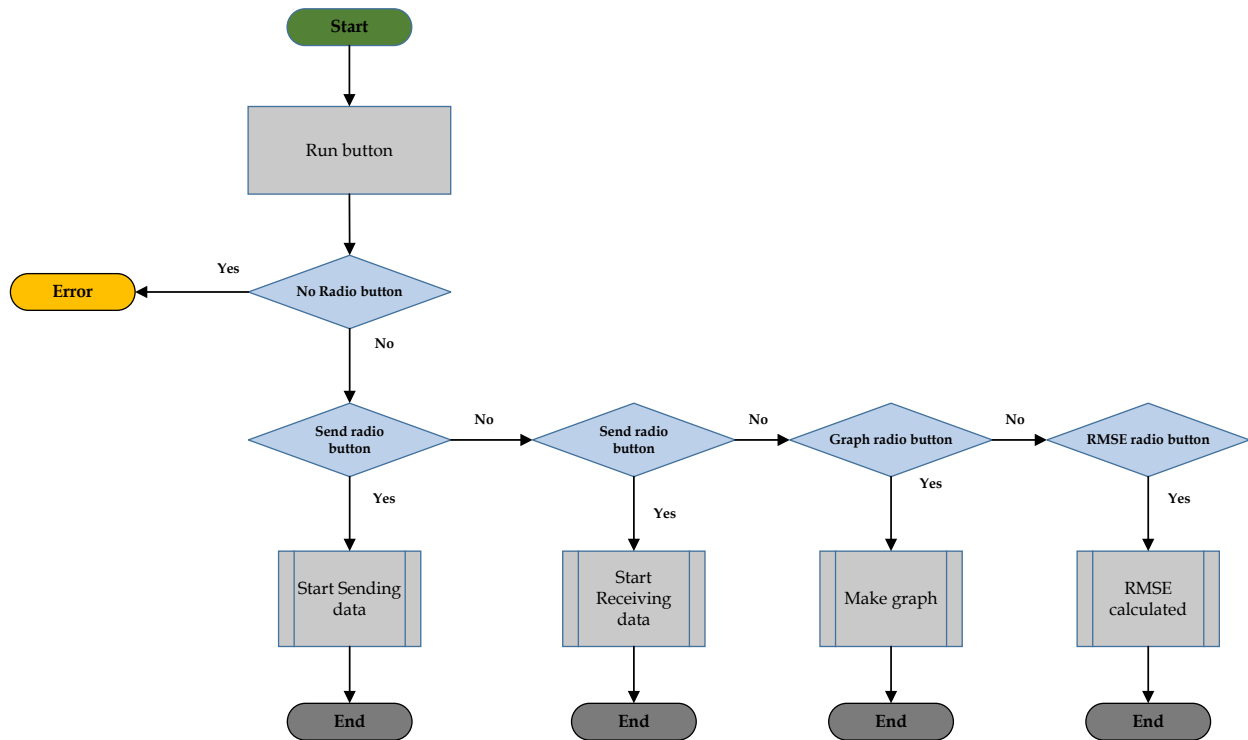 Start
Run button
Yes
Error
No Radio button
No
Send radio
button
No
Send radio
button
No
Graph radio button
No
RMSE radio button
Yes
Yes
Yes
Yes
Start Sending
data
Start
Receiving
data
Make graph
RMSE
calculated
End
End
End
End